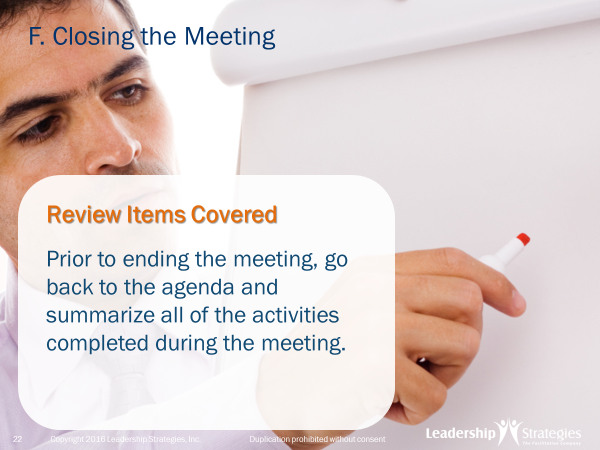 F. Closing the Meeting
Review Items Covered
Prior to ending the meeting, go
back to the agenda and
summarize all of the activities
completed during the meeting.
22 Copyright 2016 Leadership Strategies, Inc. Duplication prohibited without consent
Leadership Strategies
The Facilitation Company